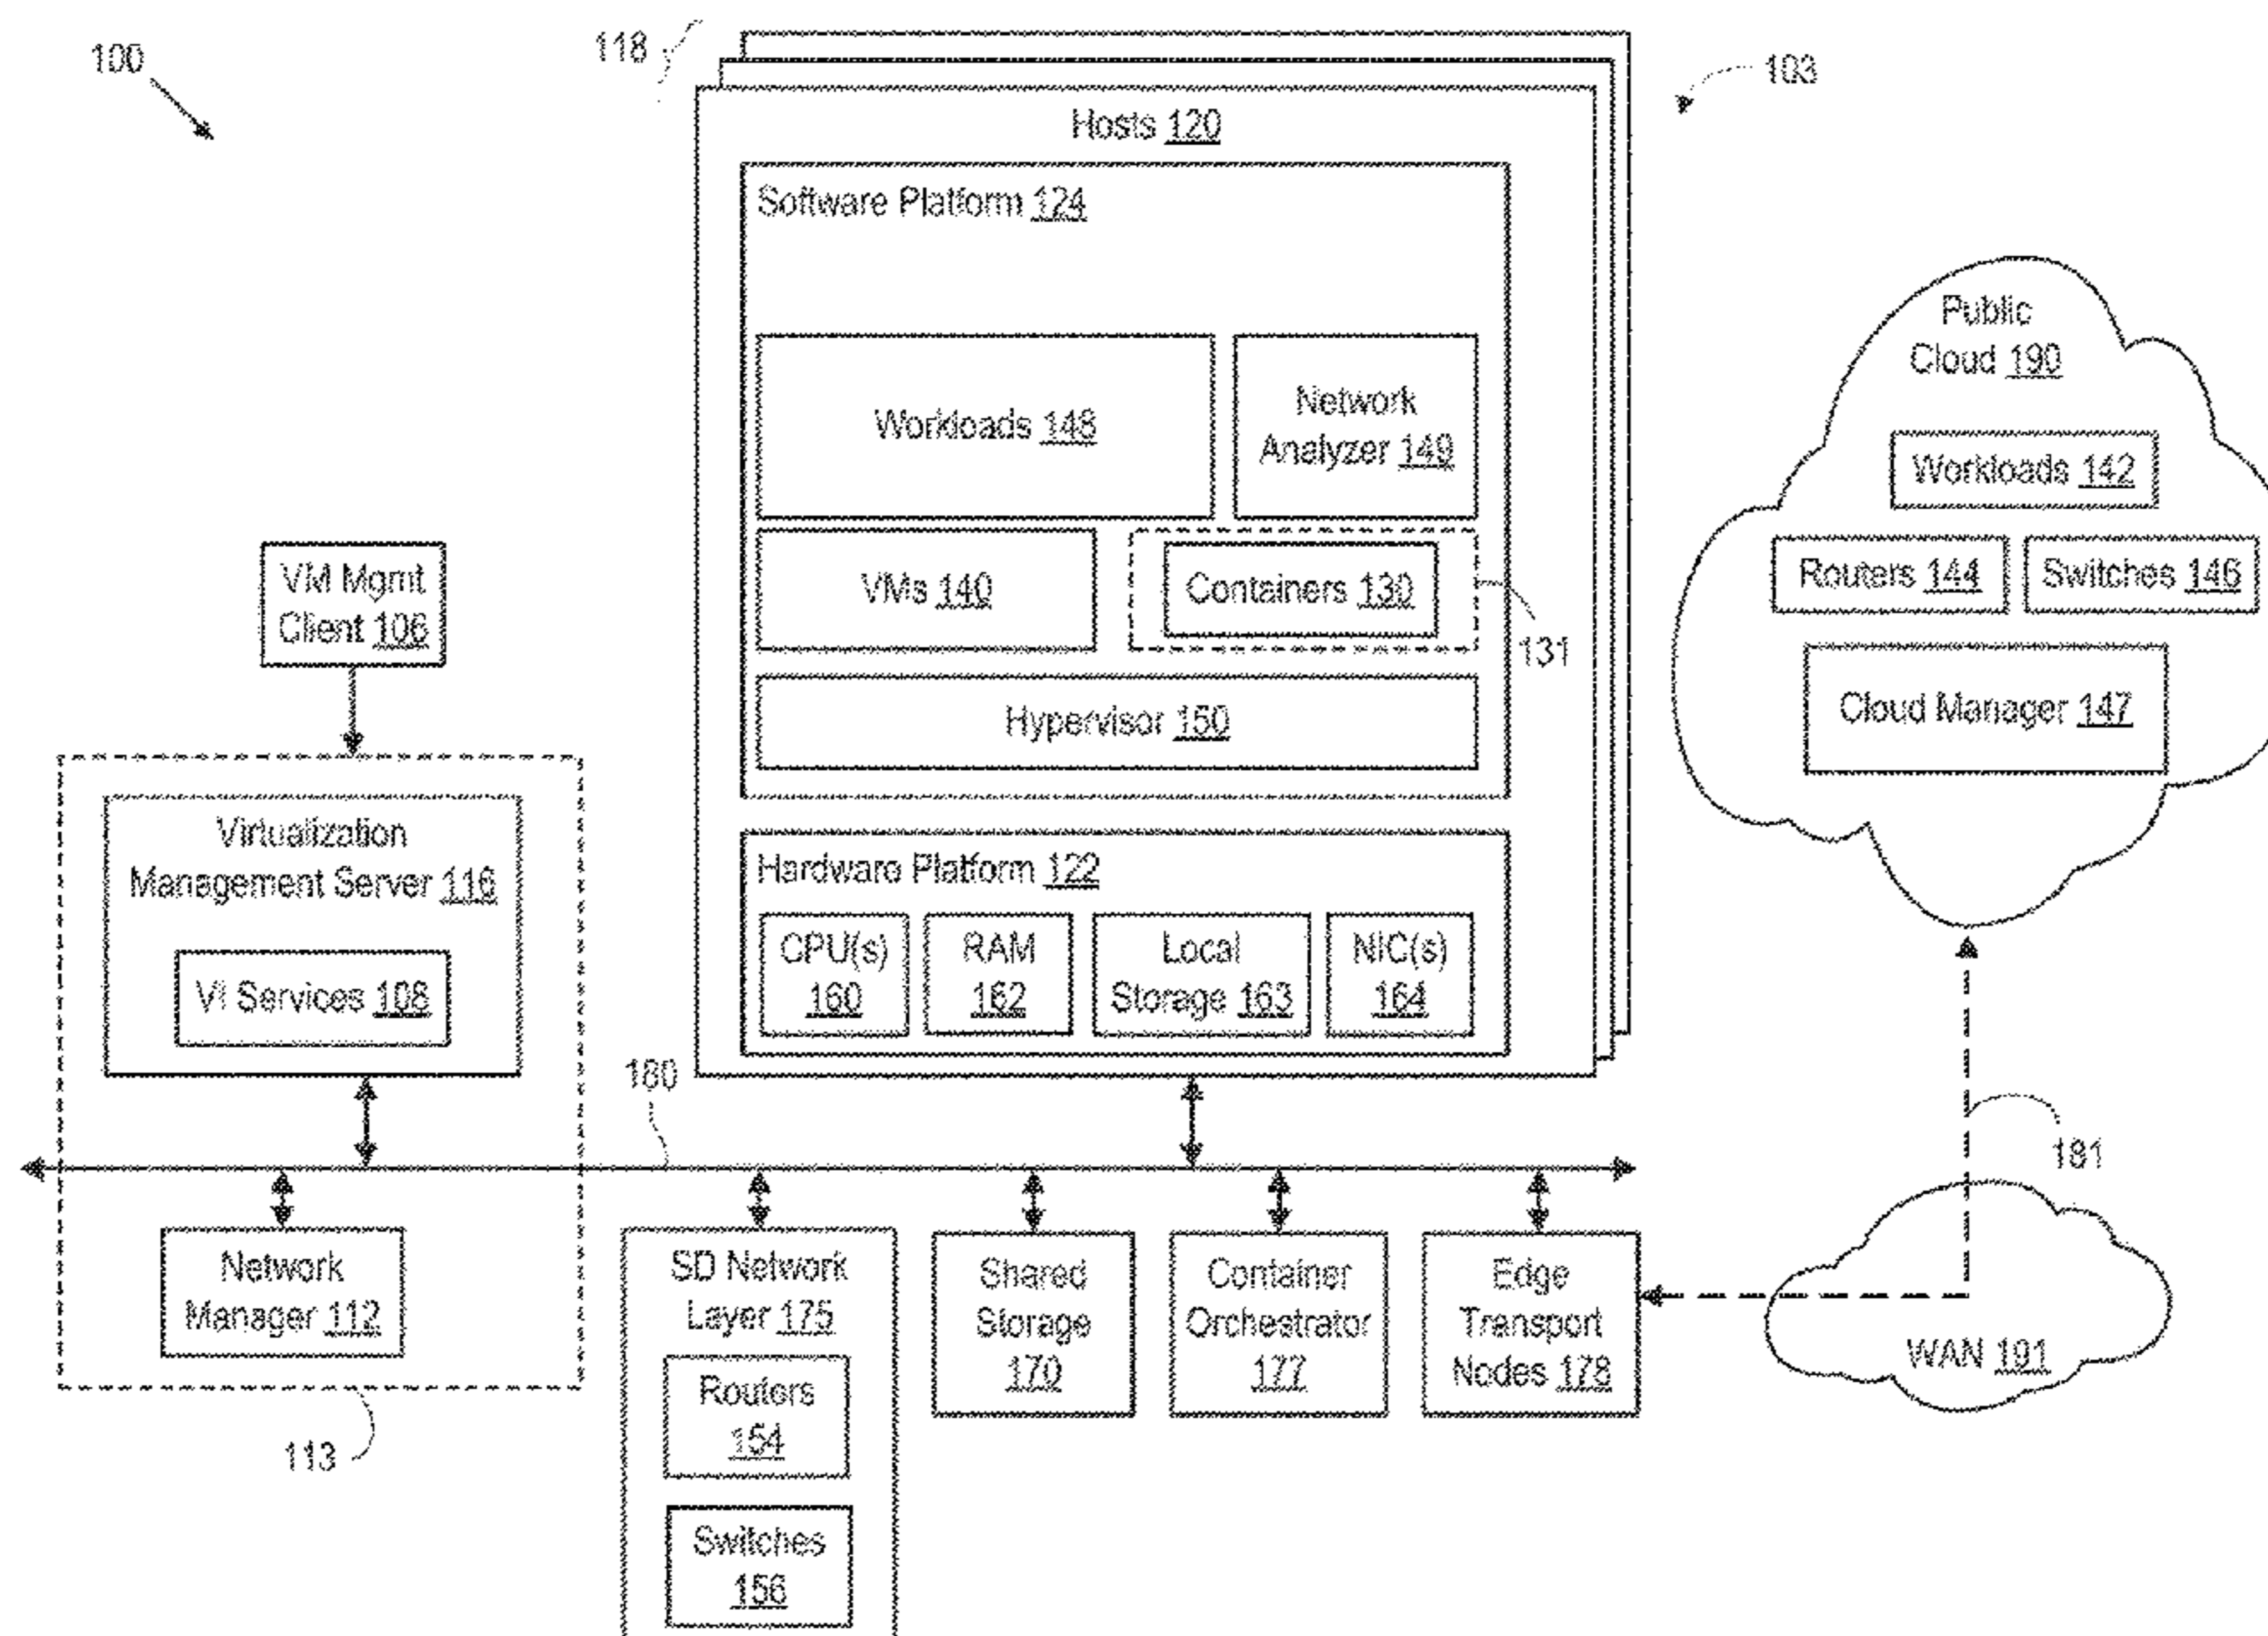 100
118
103
Hosts 120
Software Platform 124
Workloads 148
Network
Analyzer 149
VMs 140
Containers 130
131
Hypervisor 150
Hardware Platform 122
CPU(s)
160
RAM
162
Local
Storage 163
NIC(s)
164
Public
Cloud 190
Workloads 142
Routers 144
Switches 146
Cloud Manager 147
VM Mgmt
Client 106
Virtualization
Management Server 116
VI Services 108
180
181
Network
Manager 112
113
SD Network
Layer 175
Routers
154
Switches
156
Shared
Storage
170
Container
Orchestrator
177
Edge
Transport
Nodes 178
WAN 191